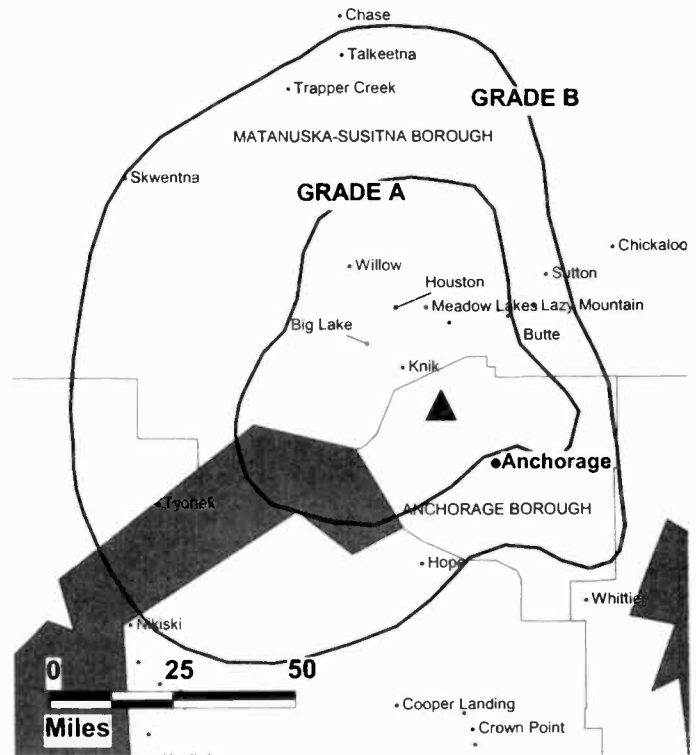 Chase
Talkeetna
Trapper Creek
GRADE B
MATANUSKA-SUSITNA BOROUGH
Skwentna
GRADE A
Chickaloo
Willow
Sutton
Houston
Meadow Lakes
Lazy Mountain
Big Lake
Butte
Knik
Anchorage
Tyonek
ANCHORAGE BOROUGH
Hope
Whittie
Nikiski
0 25 50
Miles
Cooper Landing
Crown Point